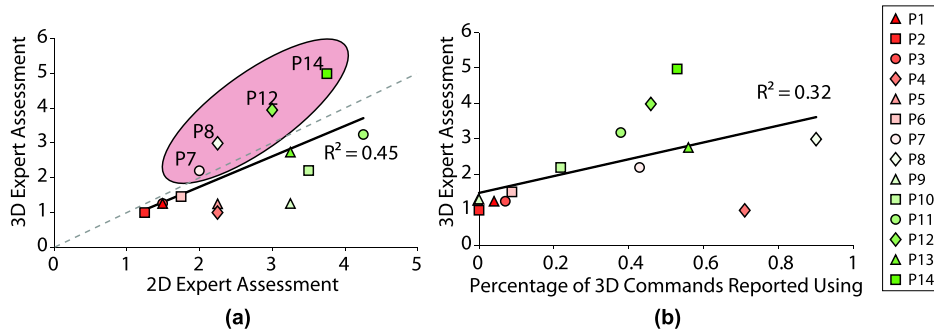 3D Expert Assessment
6
5
4
3
2
1
0
P14
P12
P8
P7
R² = 0.45
0 1 2 3 4 5
2D Expert Assessment
(a)
3D Expert Assessment
6
5
4
3
2
1
0
R² = 0.32
0 0.2 0.4 0.6 0.8 1
Percentage of 3D Commands Reported Using
(b)
P1
P2
P3
P4
P5
P6
P7
P8
P9
P10
P11
P12
P13
P14